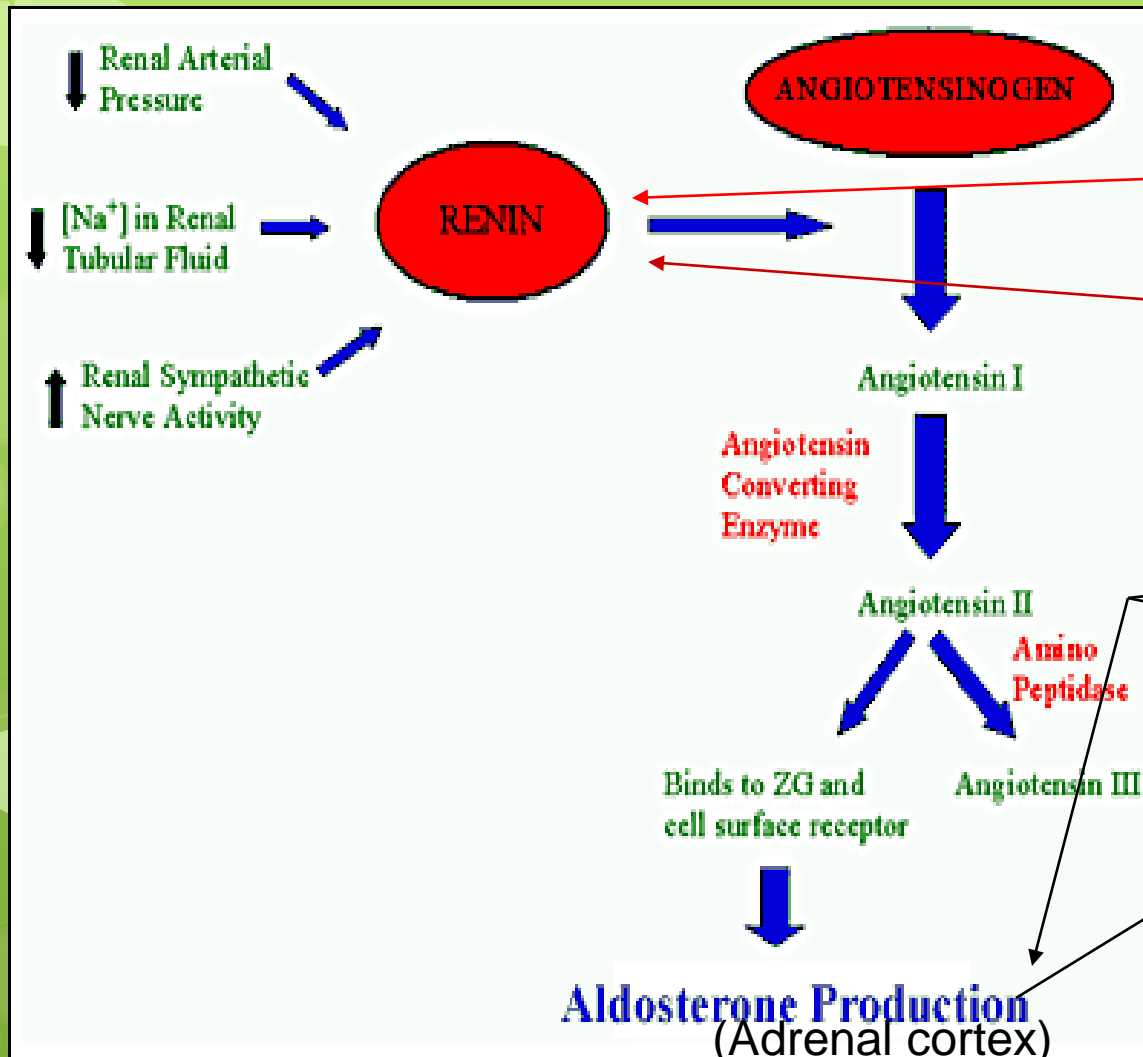 Renal Arterial
Pressure
ANGIOTENSINOGEN
[Na⁺] in Renal
Tubular Fluid
RENIN
Renal Sympathetic
Nerve Activity
Angiotensin I
Angiotensin
Converting
Enzyme
Angiotensin II
Amino
Peptidase
Binds to ZG and
cell surface receptor
Angiotensin III
Aldosterone Production
(Adrenal cortex)